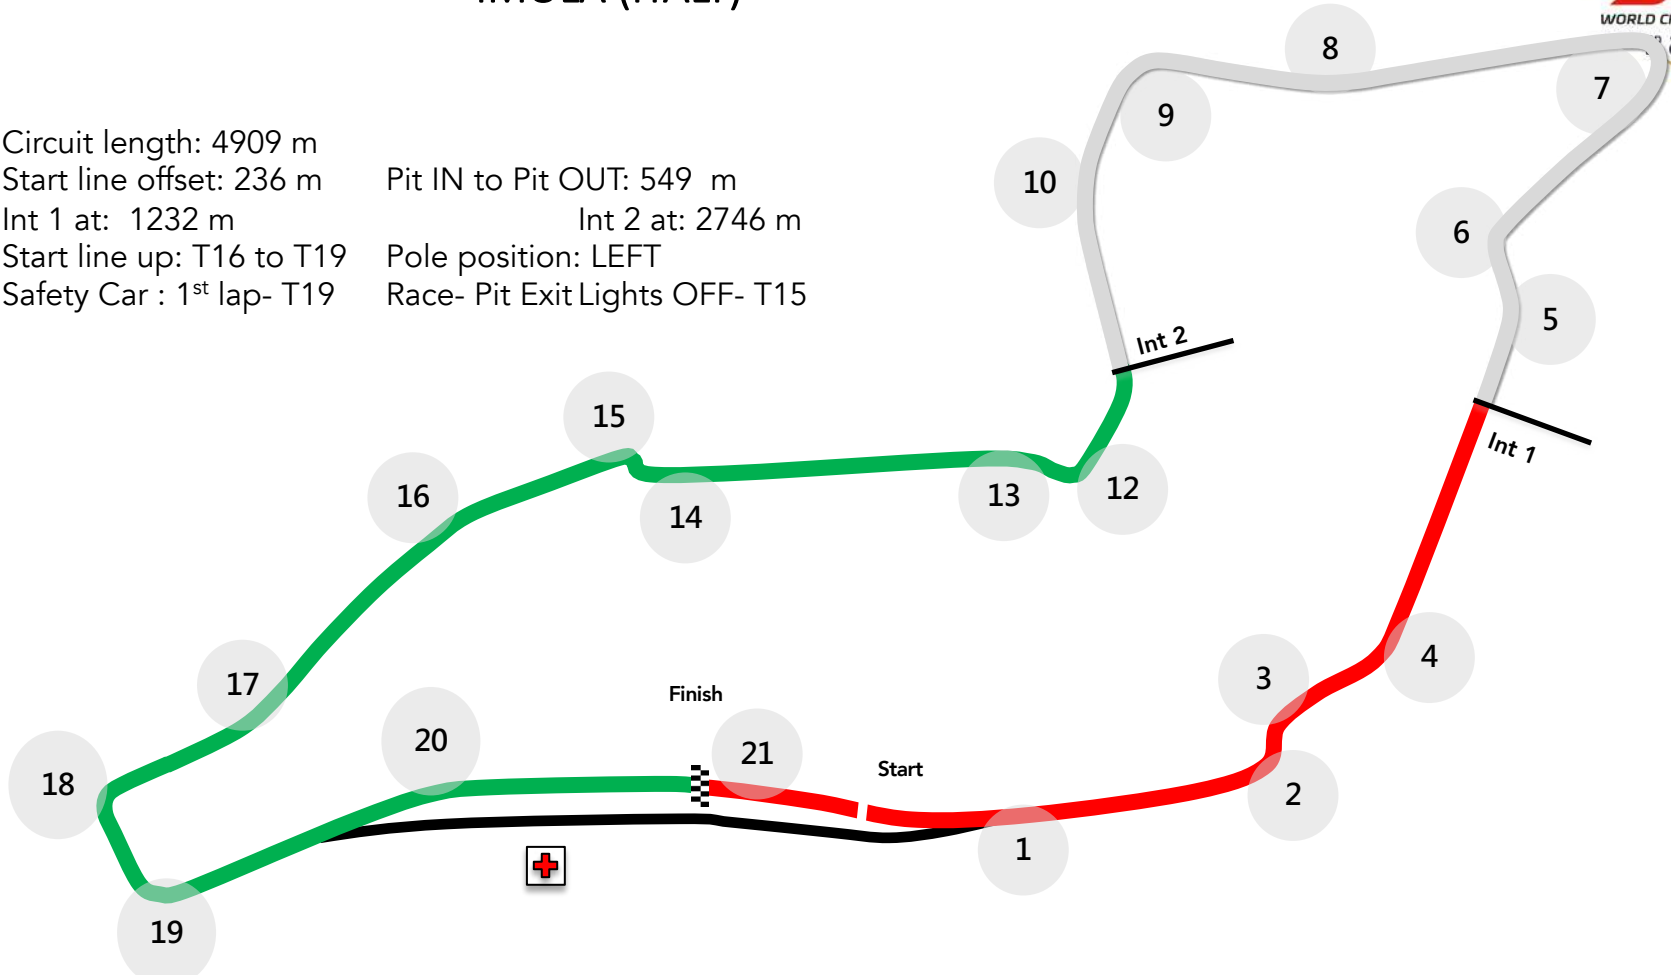 IMOLA (ITALY)
WORLD
Circuit length: 4909 m
Start line offset: 236 m Pit IN to Pit OUT: 549 m
Int 1 at: 1232 m Int 2 at: 2746 m
Start line up: T16 to T19 Pole position: LEFT
Safety Car : 1st lap- T19 Race- Pit Exit Lights OFF- T15
8
7
9
10
6
5
Int 2
Int 1
15
16
14
13
12
17
3
4
Finish
20
21
Start
18
2
1
19